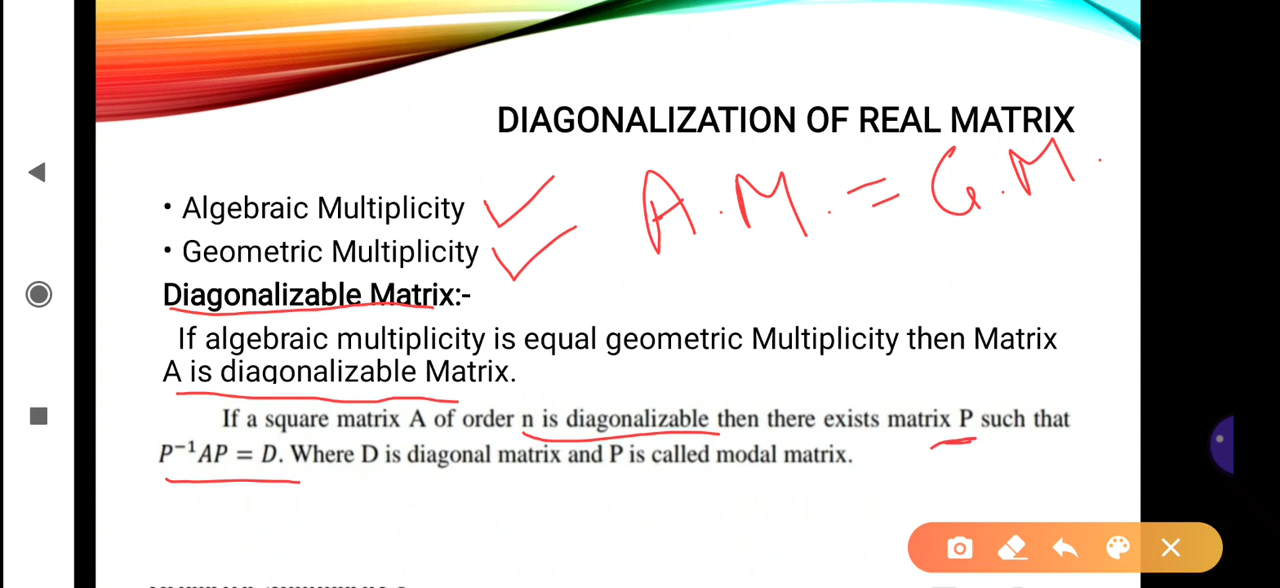 DIAGONALIZATION OF REAL MATRIX
A.M. = G.M.
• Algebraic Multiplicity
• Geometric Multiplicity
Diagonalizable Matrix:-
If algebraic multiplicity is equal geometric Multiplicity then Matrix
A is diagonalizable Matrix.
If a square matrix A of order n is diagonalizable then there exists matrix P such that
P⁻¹AP = D. Where D is diagonal matrix and P is called modal matrix.